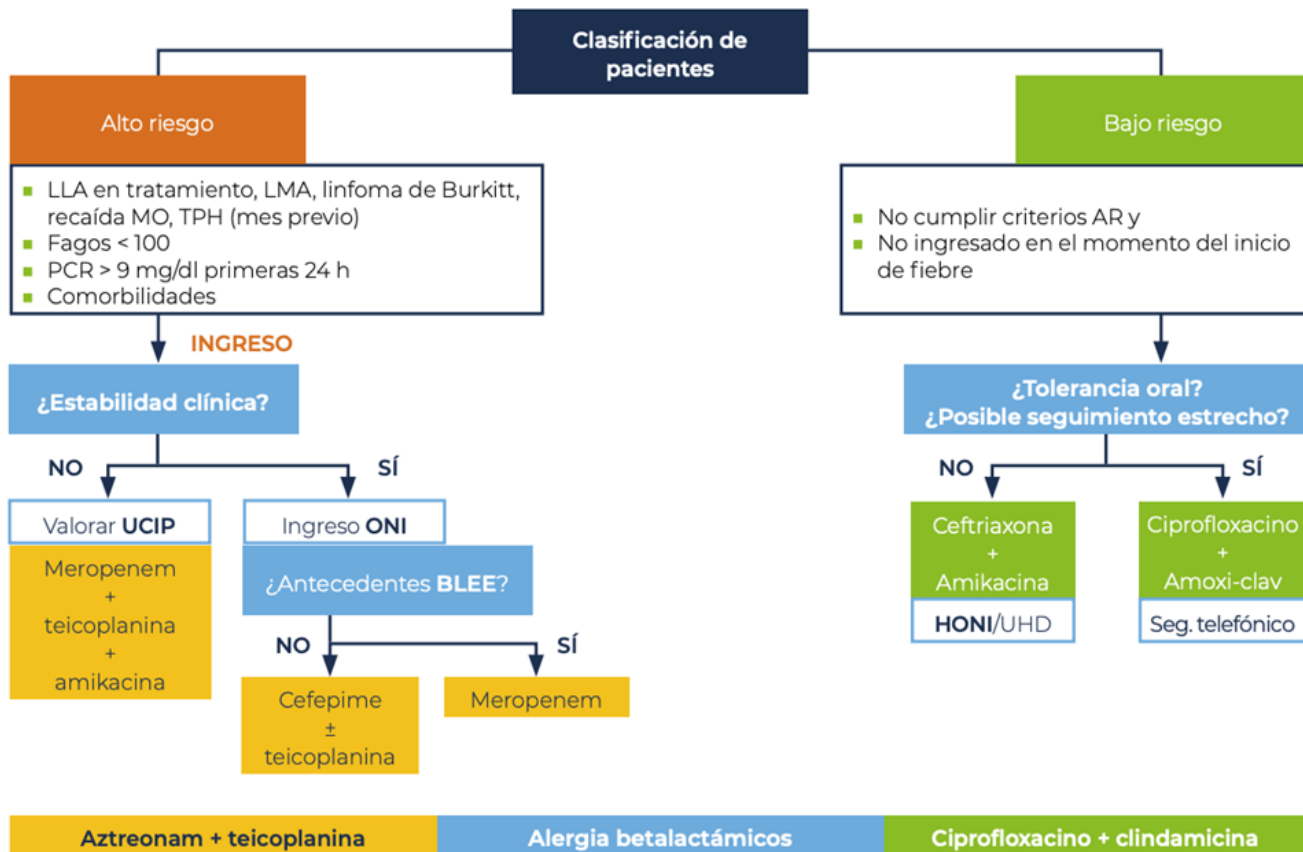 Clasificación de
pacientes
Alto riesgo
Bajo riesgo
LLA en tratamiento, LMA, linfoma de Burkitt,
recaída MO, TPH (mes previo)
Fagos < 100
PCR > 9 mg/dl primeras 24 h
Comorbilidades
No cumplir criterios AR y
No ingresado en el momento del inicio
de fiebre
INGRESO
¿Estabilidad clínica?
¿Tolerancia oral?
¿Posible seguimiento estrecho?
NO
SÍ
NO
SÍ
Valorar UCIP
Meropenem
+
teicoplanina
+
amikacina
Ingreso ONI
¿Antecedentes BLEE?
NO
SÍ
Cefepime
±
teicoplanina
Meropenem
Ceftriaxona
+
Amikacina
HONI/UHD
Ciprofloxacino
+
Amoxi-clav
Seg. telefónico
Aztreonam + teicoplanina
Alergia betalactámicos
Ciprofloxacino + clindamicina